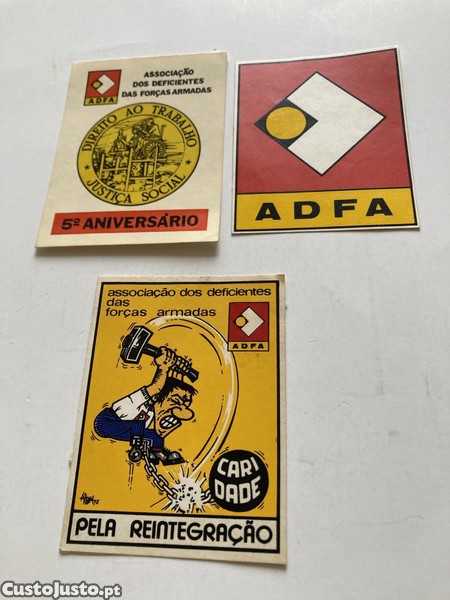 ASSOCIAÇÃO
DOS DEFICIENTES
DAS FORÇAS ARMADAS
ADFA
DIREITO AO TRABALHO
JUSTIÇA SOCIAL
5º ANIVERSÁRIO
ADFA
associação dos deficientes
das
forças armadas
ADFA
CARI
DADE
PELA REINTEGRAÇÃO
CustoJusto.pt